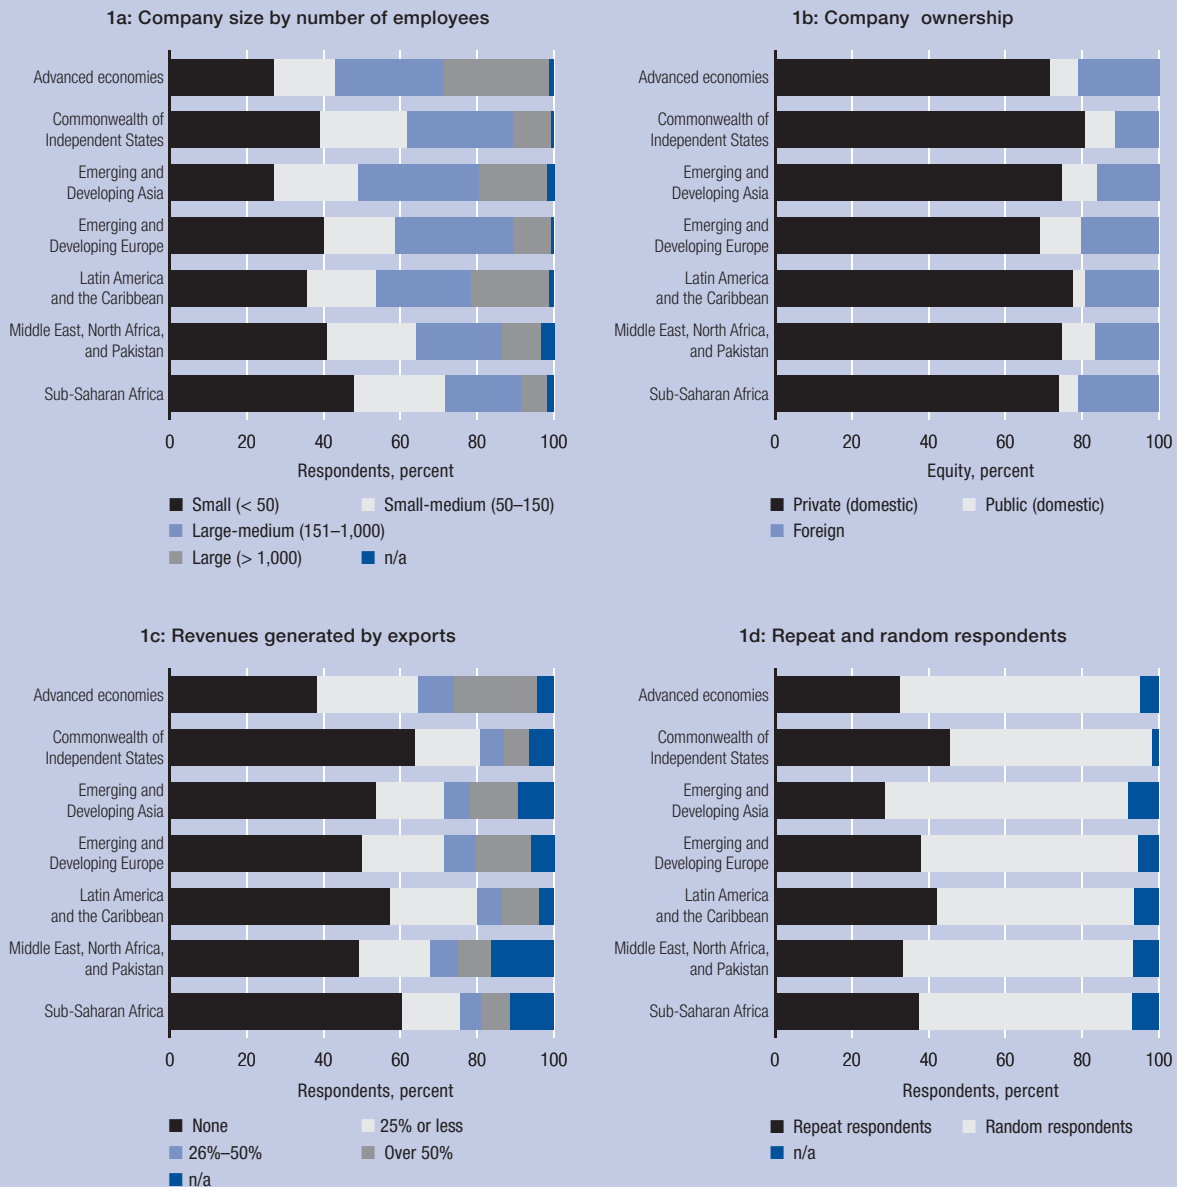 1a: Company size by number of employees
Advanced economies
Commonwealth of
Independent States
Emerging and
Developing Asia
Emerging and
Developing Europe
Latin America
and the Caribbean
Middle East, North Africa,
and Pakistan
Sub-Saharan Africa
0 20 40 60 80 100
Respondents, percent
Small (< 50) Small-medium (50–150)
Large-medium (151–1,000)
Large (> 1,000) n/a
1b: Company ownership
Advanced economies
Commonwealth of
Independent States
Emerging and
Developing Asia
Emerging and
Developing Europe
Latin America
and the Caribbean
Middle East, North Africa,
and Pakistan
Sub-Saharan Africa
0 20 40 60 80 100
Equity, percent
Private (domestic) Public (domestic)
Foreign
1c: Revenues generated by exports
Advanced economies
Commonwealth of
Independent States
Emerging and
Developing Asia
Emerging and
Developing Europe
Latin America
and the Caribbean
Middle East, North Africa,
and Pakistan
Sub-Saharan Africa
0 20 40 60 80 100
Respondents, percent
None 25% or less
26%–50% Over 50%
n/a
1d: Repeat and random respondents
Advanced economies
Commonwealth of
Independent States
Emerging and
Developing Asia
Emerging and
Developing Europe
Latin America
and the Caribbean
Middle East, North Africa,
and Pakistan
Sub-Saharan Africa
0 20 40 60 80 100
Respondents, percent
Repeat respondents Random respondents
n/a